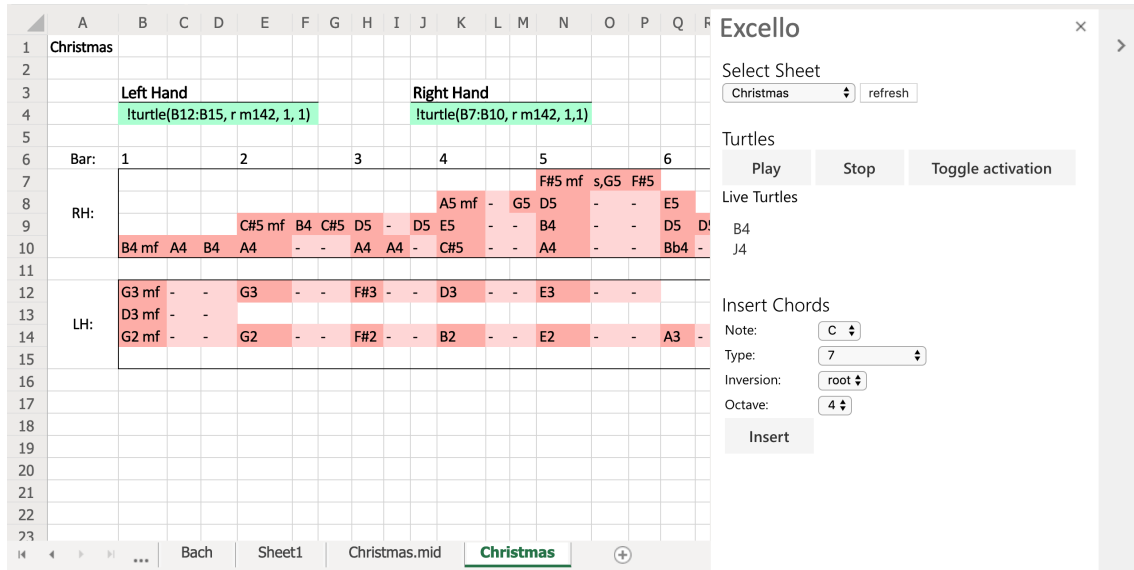 A B C D E F G H I J K L M N O P Q R
1 Christmas
2
3 Left Hand Right Hand
4 !turtle(B12:B15, r m142, 1, 1) !turtle(B7:B10, r m142, 1,1)
5
6 Bar: 1 2 3 4 5 6
7 F#5 mf s,G5 F#5
8 RH: A5 mf - G5 D5 - - E5
9 C#5 mf B4 C#5 D5 - D5 E5 - - B4 - - D5
10 B4 mf A4 B4 A4 - - A4 A4 - C#5 - - A4 - - Bb4 -
11
12 G3 mf - - G3 - - F#3 - - D3 - - E3 - -
13 LH: D3 mf - -
14 G2 mf - - G2 - - F#2 - - B2 - - E2 - - A3 -
15
16
17
18
19
20
21
22
23
... Bach Sheet1 Christmas.mid Christmas
Excello ×
Select Sheet
Christmas refresh
Turtles
Play Stop Toggle activation
Live Turtles
B4
J4
Insert Chords
Note: C
Type: 7
Inversion: root
Octave: 4
Insert